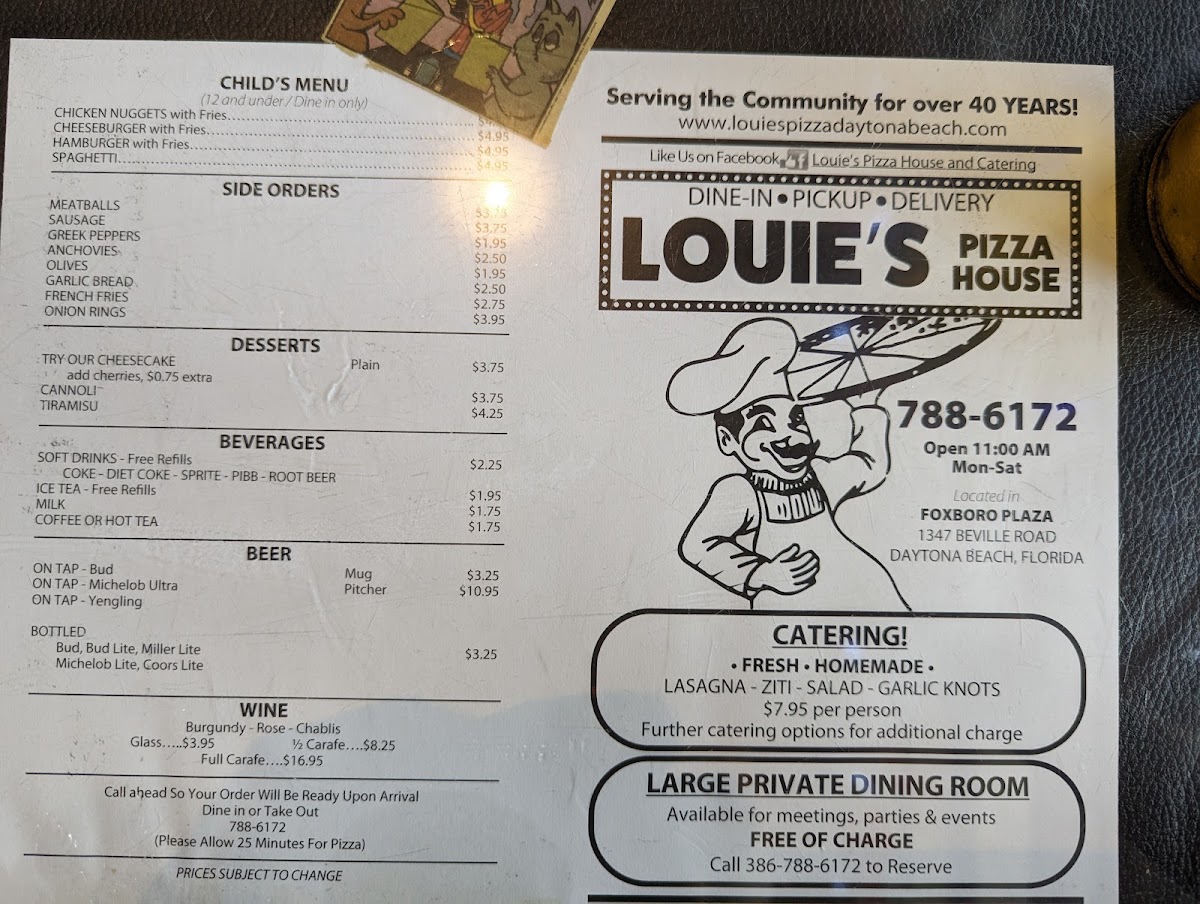 CHILD'S MENU
(12 and under / Dine in only)
CHICKEN NUGGETS with Fries
CHEESEBURGER with Fries $4.95
HAMBURGER with Fries $4.95
SPAGHETTI $4.95
SIDE ORDERS
MEATBALLS $3.75
SAUSAGE $3.75
GREEK PEPPERS $1.95
ANCHOVIES $2.50
OLIVES $1.95
GARLIC BREAD $2.50
FRENCH FRIES $2.75
ONION RINGS $3.95
DESSERTS
TRY OUR CHEESECAKE Plain $3.75
add cherries, $0.75 extra
CANNOLI $3.75
TIRAMISU $4.25
BEVERAGES
SOFT DRINKS - Free Refills $2.25
COKE - DIET COKE - SPRITE - PIBB - ROOT BEER
ICE TEA - Free Refills $1.95
MILK $1.75
COFFEE OR HOT TEA $1.75
BEER
ON TAP - Bud Mug $3.25
ON TAP - Michelob Ultra Pitcher $10.95
ON TAP - Yengling
BOTTLED
Bud, Bud Lite, Miller Lite $3.25
Michelob Lite, Coors Lite
WINE
Burgundy - Rose - Chablis
Glass.....$3.95 ½ Carafe....$8.25
Full Carafe....$16.95
Call ahead So Your Order Will Be Ready Upon Arrival
Dine in or Take Out
788-6172
(Please Allow 25 Minutes For Pizza)
PRICES SUBJECT TO CHANGE
Serving the Community for over 40 YEARS!
www.louiespizzadaytonabeach.com
Like Us on Facebook f Louie's Pizza House and Catering
DINE-IN • PICKUP • DELIVERY
LOUIE'S PIZZA HOUSE
788-6172
Open 11:00 AM
Mon-Sat
Located in
FOXBORO PLAZA
1347 BEVILLE ROAD
DAYTONA BEACH, FLORIDA
CATERING!
• FRESH • HOMEMADE •
LASAGNA - ZITI - SALAD - GARLIC KNOTS
$7.95 per person
Further catering options for additional charge
LARGE PRIVATE DINING ROOM
Available for meetings, parties & events
FREE OF CHARGE
Call 386-788-6172 to Reserve